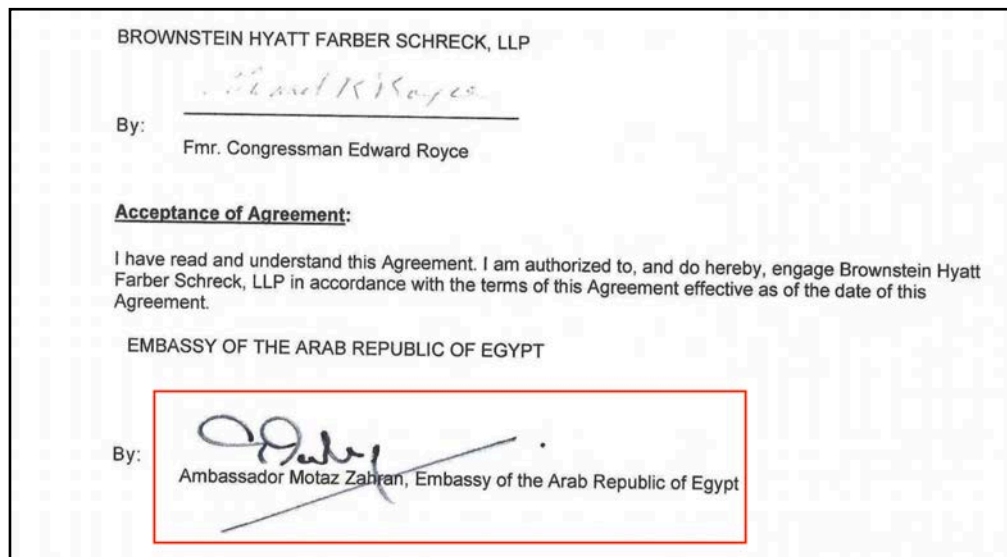 BROWNSTEIN HYATT FARBER SCHRECK, LLP
By:
Fmr. Congressman Edward Royce
Acceptance of Agreement:
I have read and understand this Agreement. I am authorized to, and do hereby, engage Brownstein Hyatt
Farber Schreck, LLP in accordance with the terms of this Agreement effective as of the date of this
Agreement.
EMBASSY OF THE ARAB REPUBLIC OF EGYPT
By:
Ambassador Motaz Zahran, Embassy of the Arab Republic of Egypt